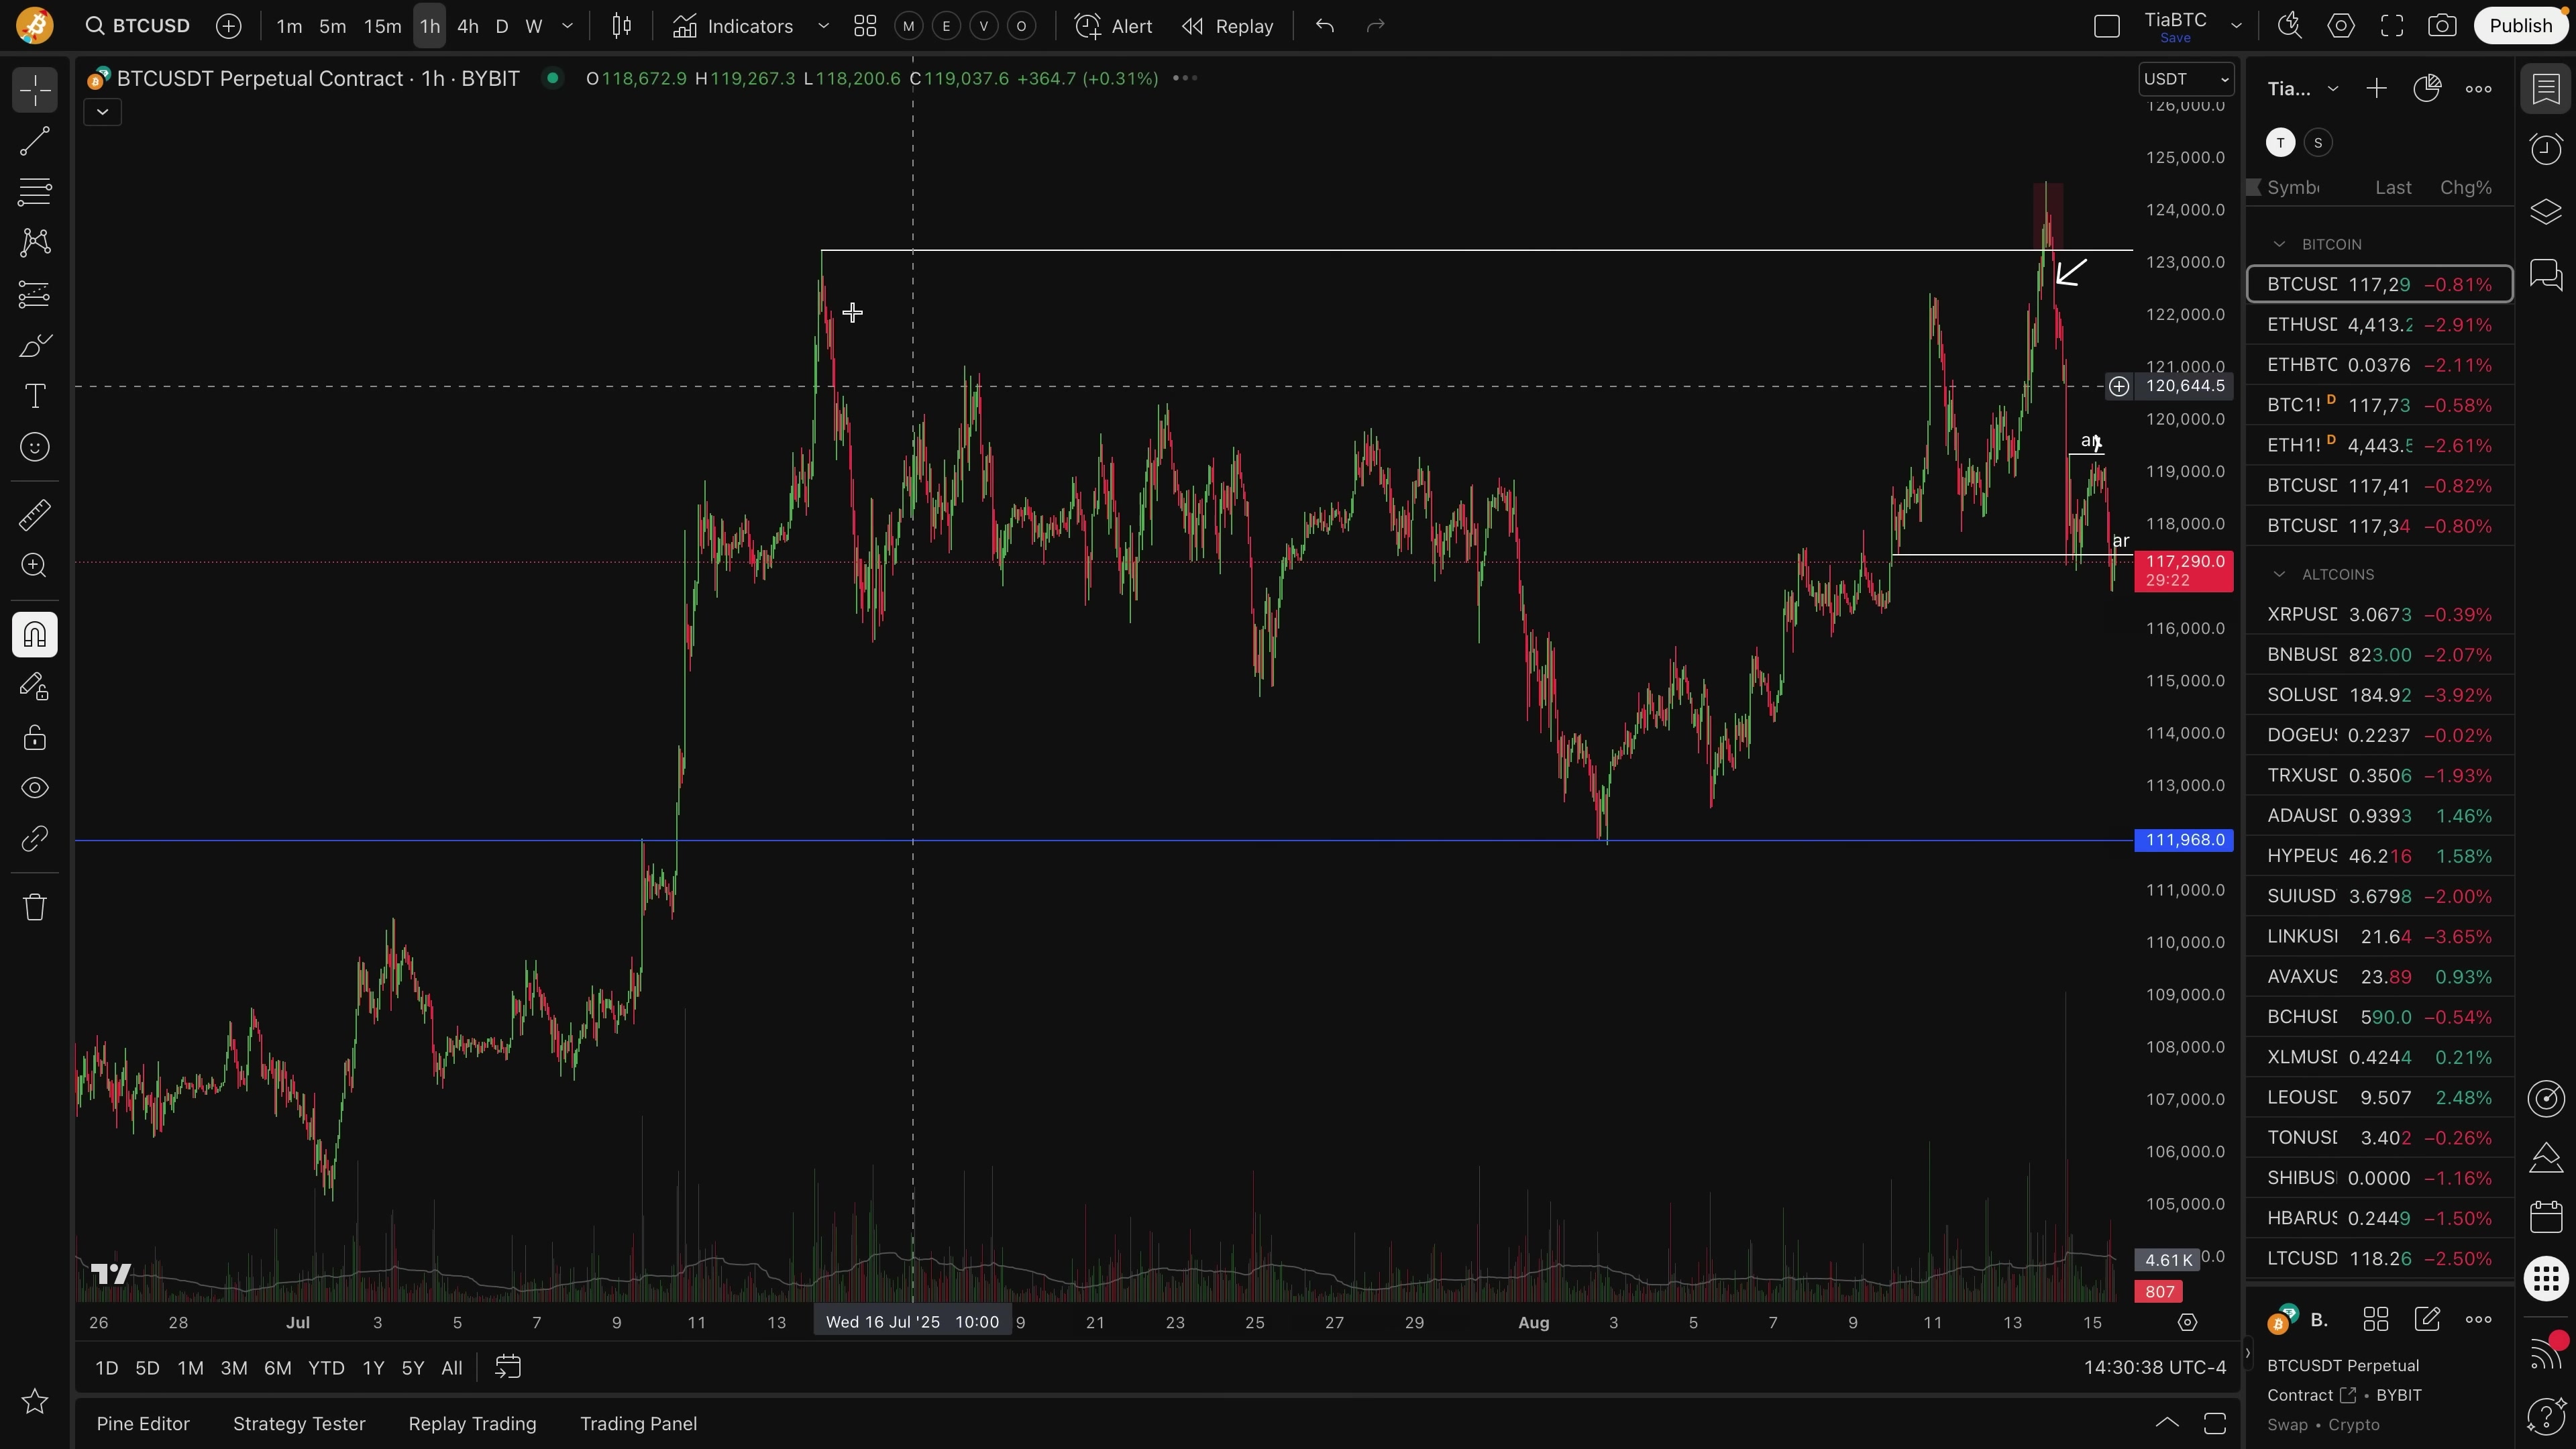 BTCUSD 1m 5m 15m 1h 4h D W Indicators M E V O Alert Replay TiaBTC Save Publish
BTCUSDT Perpetual Contract · 1h · BYBIT O118,672.9 H119,267.3 L118,200.6 C119,037.6 +364.7 (+0.31%)
USDT
126,000.0
125,000.0
124,000.0
123,000.0
122,000.0
121,000.0
120,644.5
120,000.0
119,000.0
118,000.0
ar
117,290.0
29:22
116,000.0
115,000.0
114,000.0
113,000.0
111,968.0
111,000.0
110,000.0
109,000.0
108,000.0
107,000.0
106,000.0
105,000.0
4.61K 0.0
807
26 28 Jul 3 5 7 9 11 13 Wed 16 Jul '25 10:00 9 21 23 25 27 29 Aug 3 5 7 9 11 13 15
1D 5D 1M 3M 6M YTD 1Y 5Y All 14:30:38 UTC-4
Pine Editor Strategy Tester Replay Trading Trading Panel
Tia...
T S
Symb Last Chg%
BITCOIN
BTCUSD 117,29 −0.81%
ETHUSD 4,413.2 −2.91%
ETHBTC 0.0376 −2.11%
BTC1! D 117,73 −0.58%
ETH1! D 4,443.5 −2.61%
BTCUSD 117,41 −0.82%
BTCUSD 117,34 −0.80%
ALTCOINS
XRPUSD 3.0673 −0.39%
BNBUSD 823.00 −2.07%
SOLUSD 184.92 −3.92%
DOGEUS 0.2237 −0.02%
TRXUSD 0.3506 −1.93%
ADAUSD 0.9393 1.46%
HYPEUS 46.216 1.58%
SUIUSD 3.6798 −2.00%
LINKUSI 21.64 −3.65%
AVAXUS 23.89 0.93%
BCHUSD 590.0 −0.54%
XLMUSD 0.4244 0.21%
LEOUSD 9.507 2.48%
TONUSD 3.402 −0.26%
SHIBUS 0.0000 −1.16%
HBARUS 0.2449 −1.50%
LTCUSD 118.26 −2.50%
B.
BTCUSDT Perpetual
Contract • BYBIT
Swap • Crypto